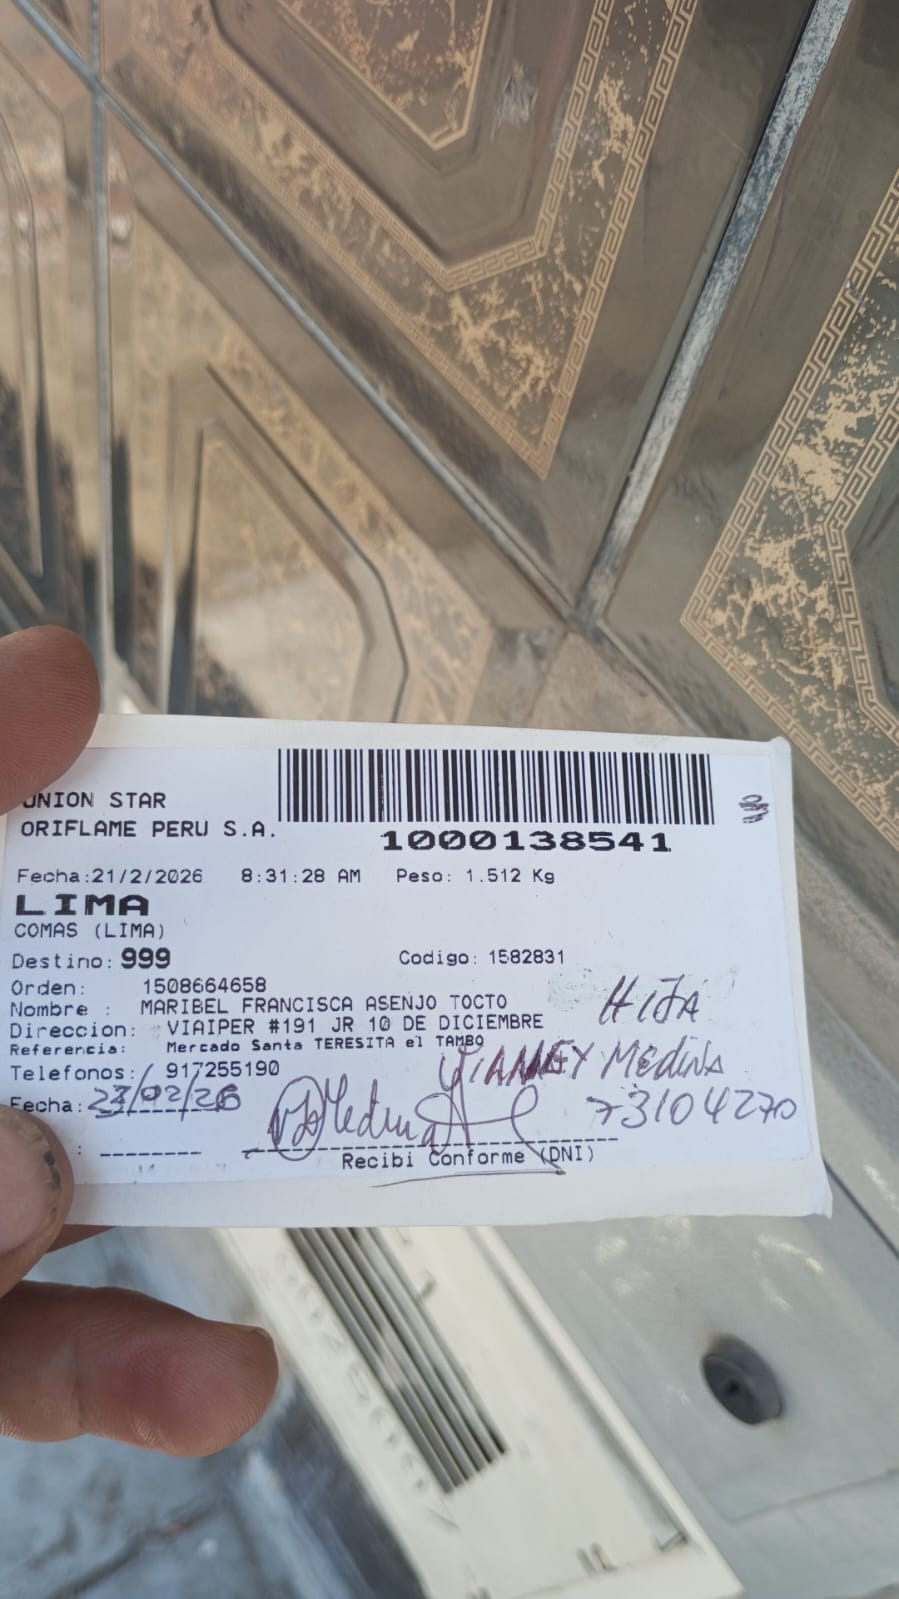 UNION STAR
ORIFLAME PERU S.A.
1000138541
Fecha:21/2/2026 8:31:28 AM Peso: 1.512 Kg
LIMA
COMAS (LIMA)
Destino: 999 Codigo: 1582831
Orden: 1508664658
Nombre : MARIBEL FRANCISCA ASENJO TOCTO
Direccion: VIAIPER #191 JR 10 DE DICIEMBRE
HIJA
Referencia: Mercado Santa TERESITA el TAMBO
Telefonos: 917255190
Medina
Fecha: 23/02/26
73104270
: 
Recibi Conforme (DNI)